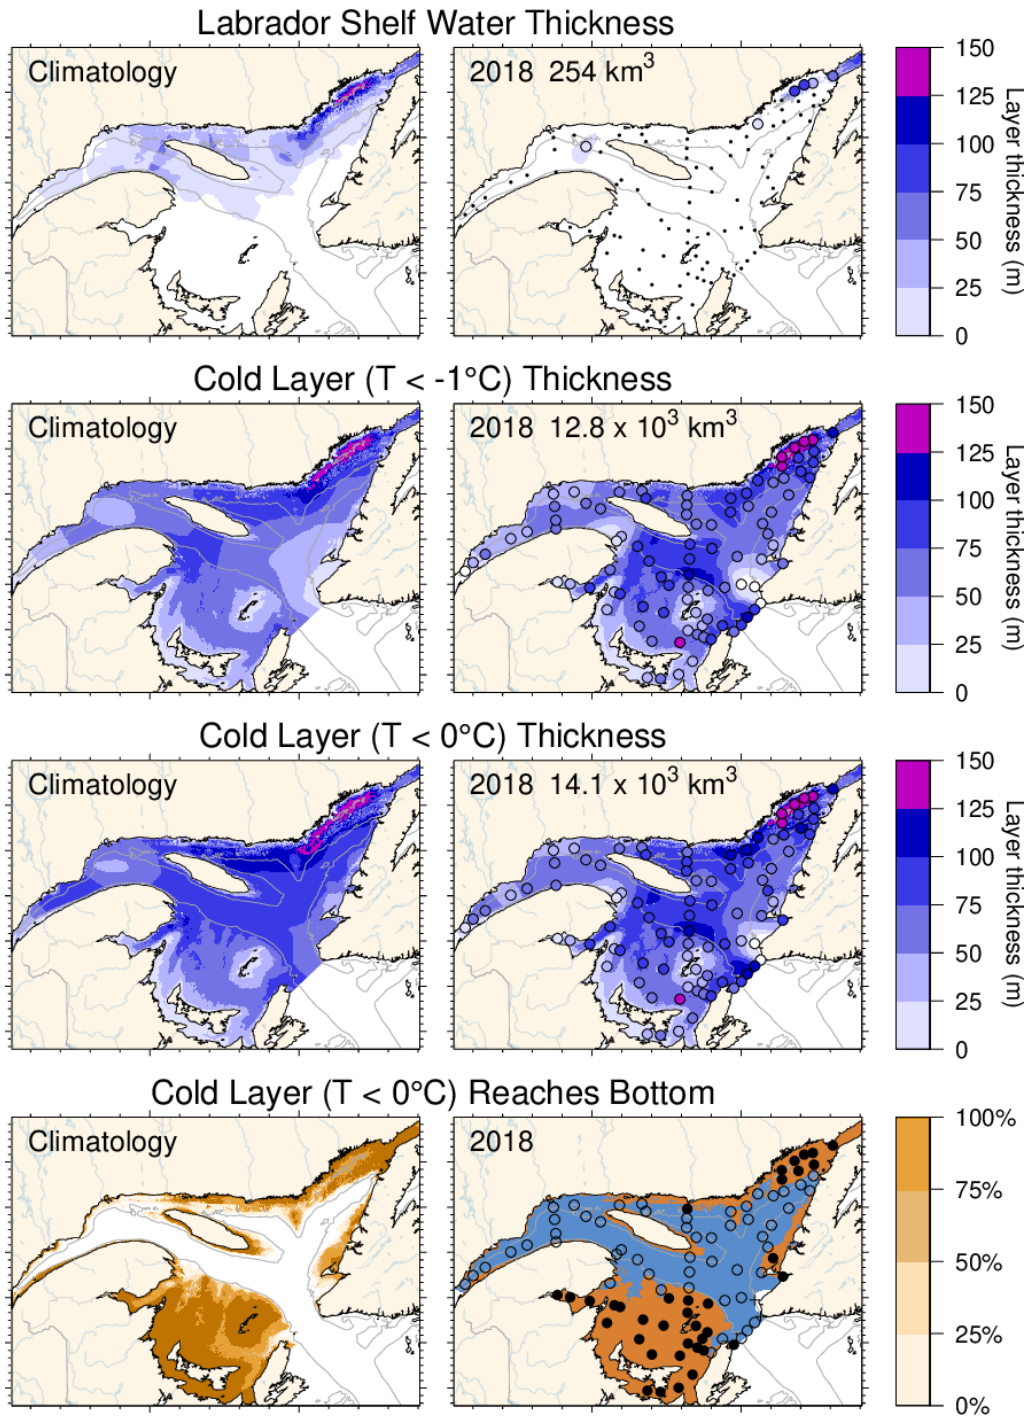 Labrador Shelf Water Thickness
Climatology
2018 254 km³
150
125
100
75
50
25
0
Layer thickness (m)
Cold Layer (T < -1°C) Thickness
Climatology
2018 12.8 x 10³ km³
150
125
100
75
50
25
0
Layer thickness (m)
Cold Layer (T < 0°C) Thickness
Climatology
2018 14.1 x 10³ km³
150
125
100
75
50
25
0
Layer thickness (m)
Cold Layer (T < 0°C) Reaches Bottom
Climatology
2018
100%
75%
50%
25%
0%